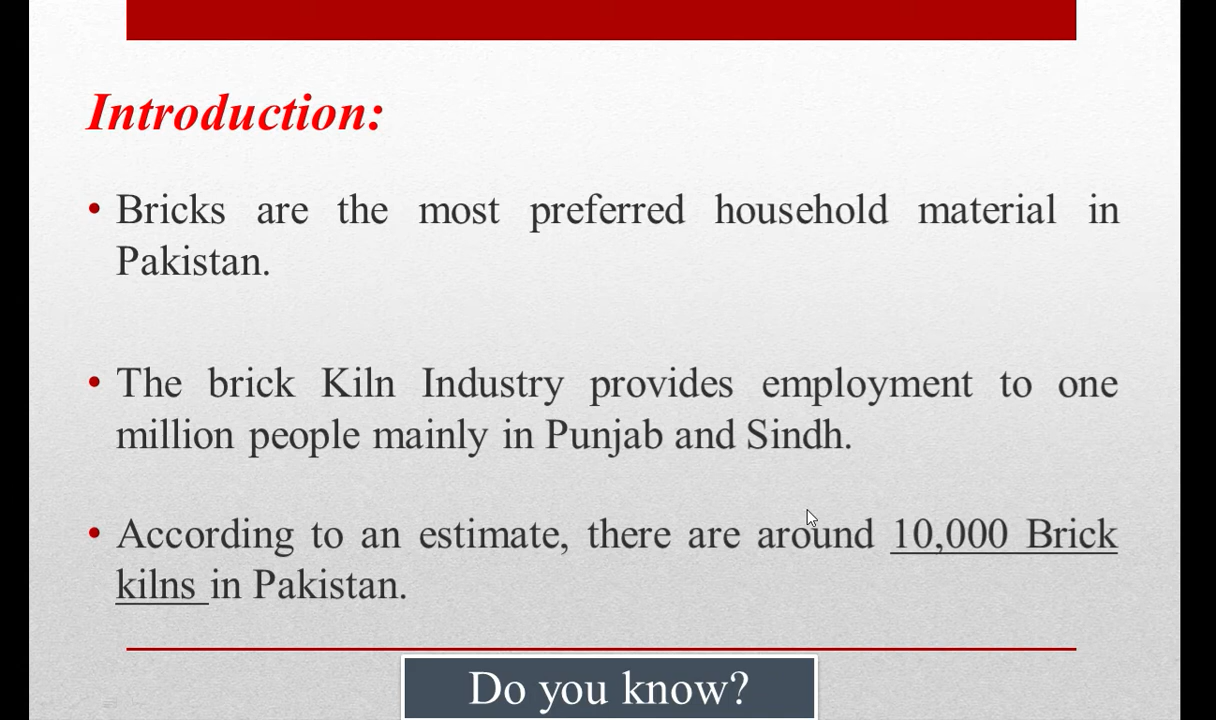 Introduction:
• Bricks are the most preferred household material in
Pakistan.
• The brick Kiln Industry provides employment to one
million people mainly in Punjab and Sindh.
• According to an estimate, there are around 10,000 Brick
kilns in Pakistan.
Do you know?